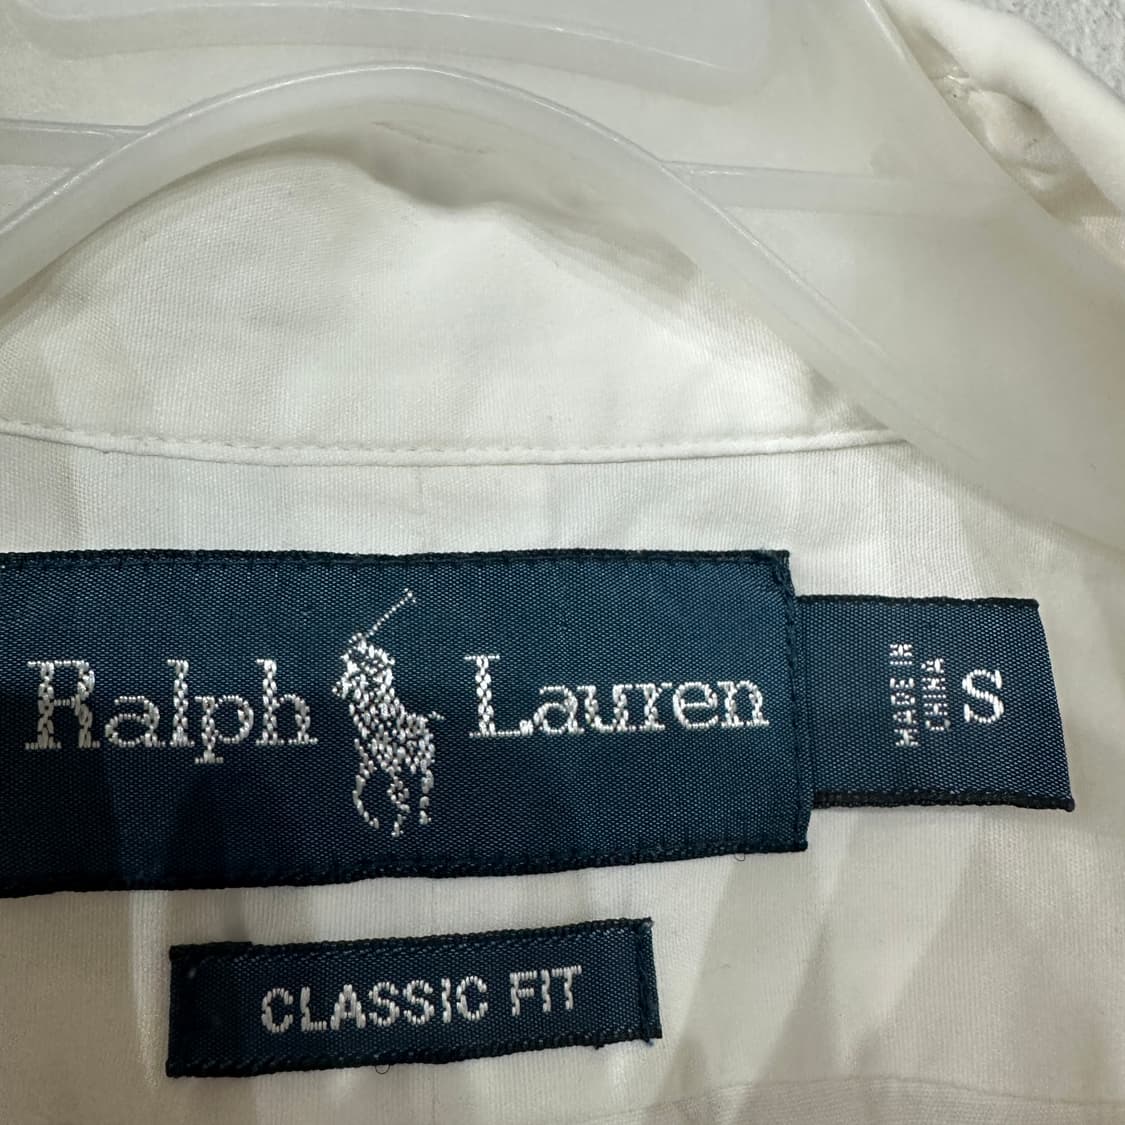 Ralph Lauren
MADE IN
CHINA
S
CLASSIC FIT